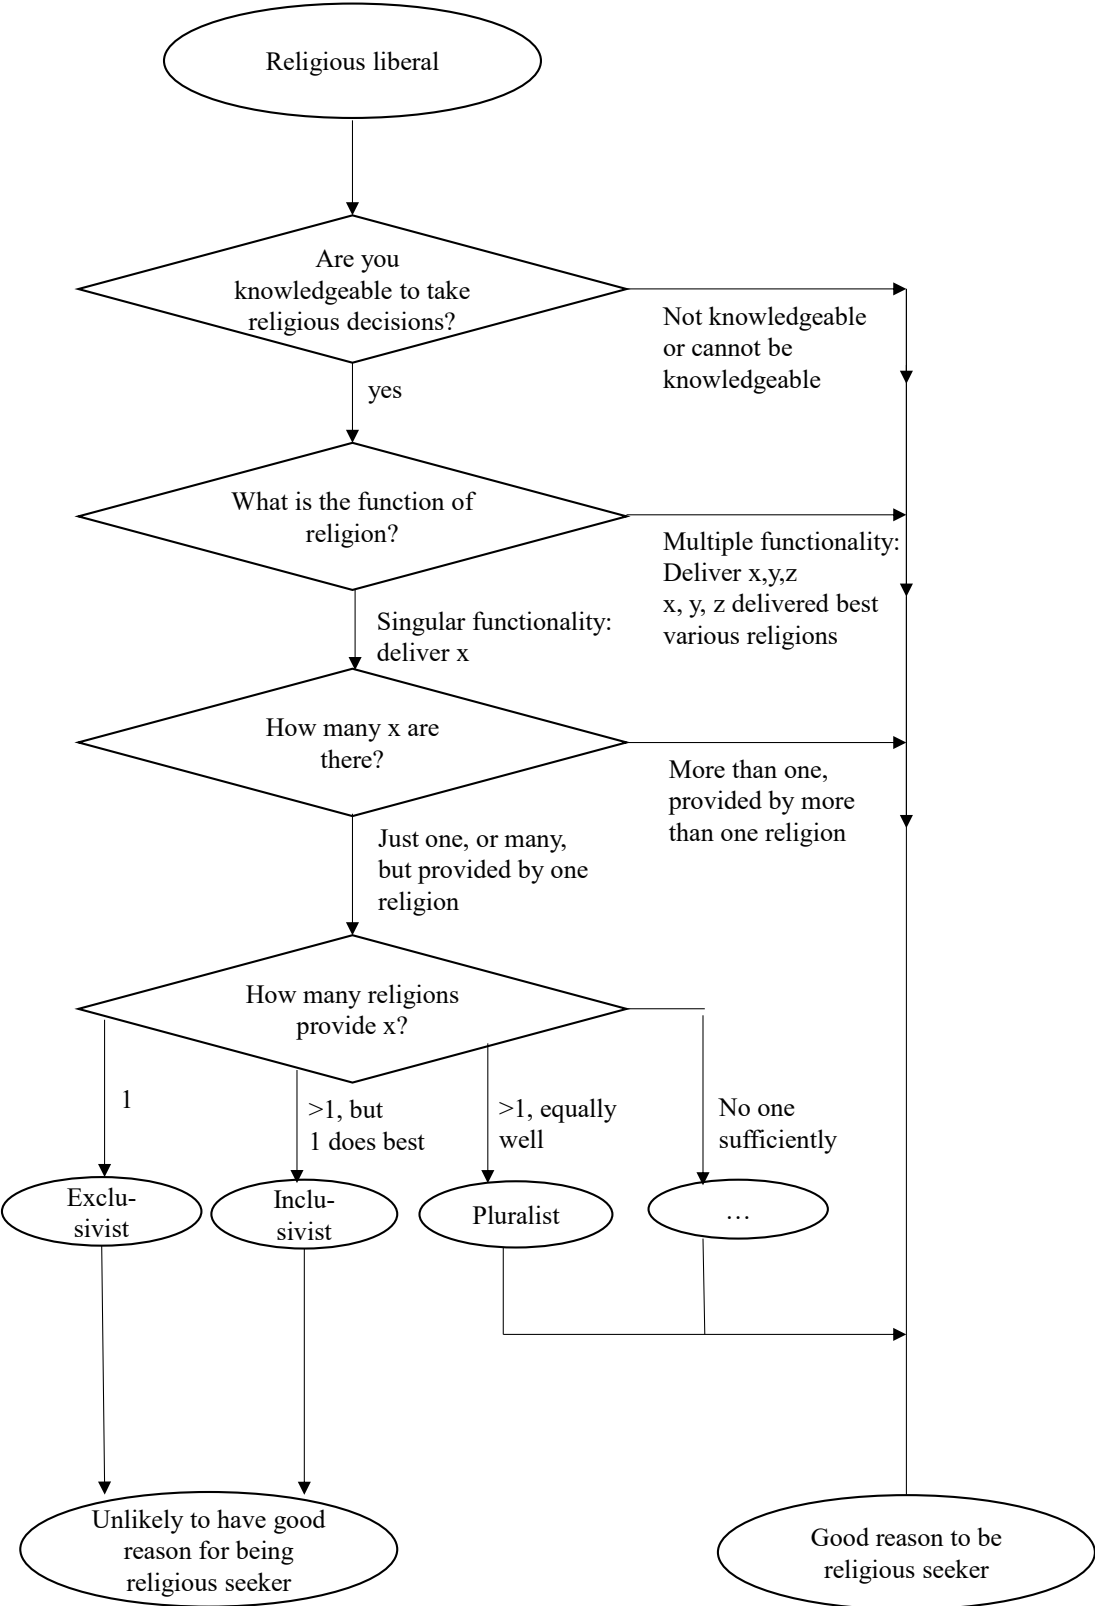 Religious liberal
Are you
knowledgeable to take
religious decisions?
Not knowledgeable
or cannot be
knowledgeable
yes
What is the function of
religion?
Multiple functionality:
Deliver x,y,z
x, y, z delivered best
various religions
Singular functionality:
deliver x
How many x are
there?
More than one,
provided by more
than one religion
Just one, or many,
but provided by one
religion
How many religions
provide x?
1
>1, but
1 does best
>1, equally
well
No one
sufficiently
Exclu-
sivist
Inclu-
sivist
Pluralist
…
Unlikely to have good
reason for being
religious seeker
Good reason to be
religious seeker